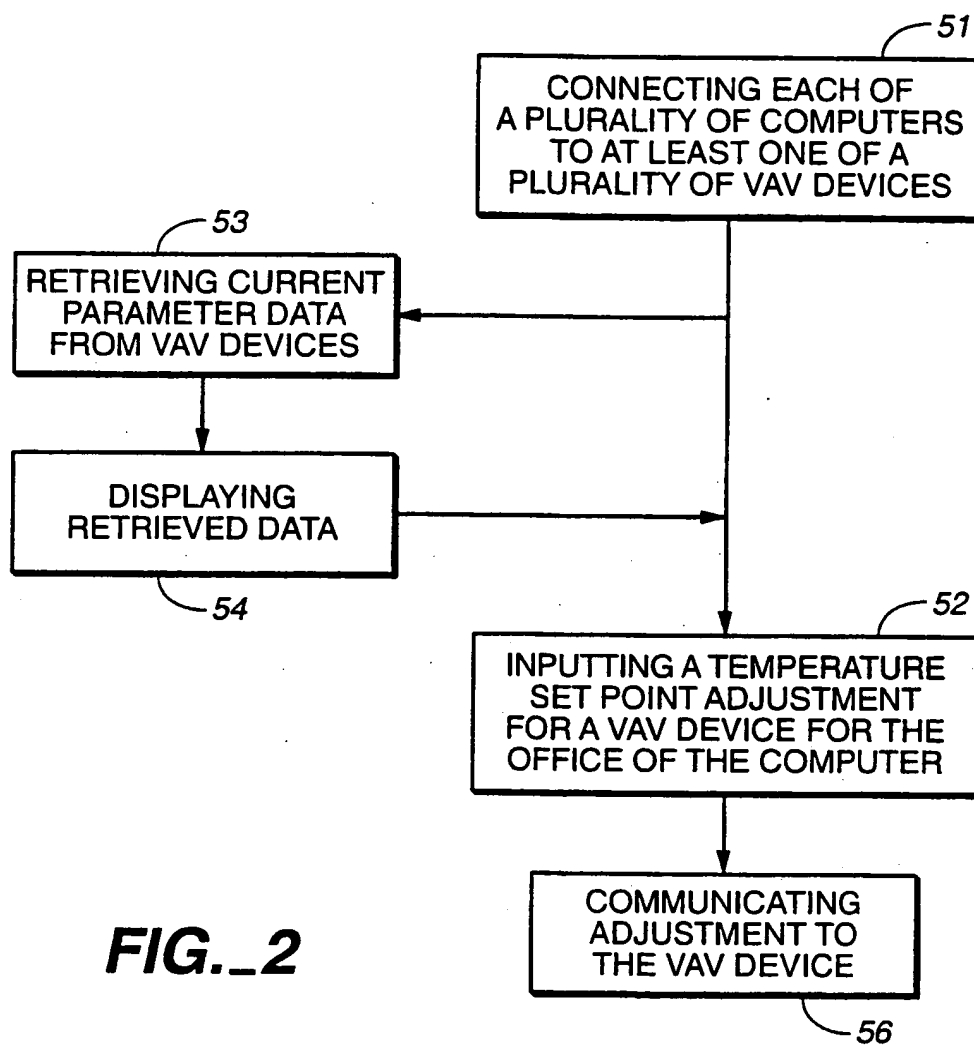 51
CONNECTING EACH OF
A PLURALITY OF COMPUTERS
TO AT LEAST ONE OF A
PLURALITY OF VAV DEVICES
53
RETRIEVING CURRENT
PARAMETER DATA
FROM VAV DEVICES
DISPLAYING
RETRIEVED DATA
54
52
INPUTTING A TEMPERATURE
SET POINT ADJUSTMENT
FOR A VAV DEVICE FOR THE
OFFICE OF THE COMPUTER
COMMUNICATING
ADJUSTMENT TO
THE VAV DEVICE
56
FIG._2